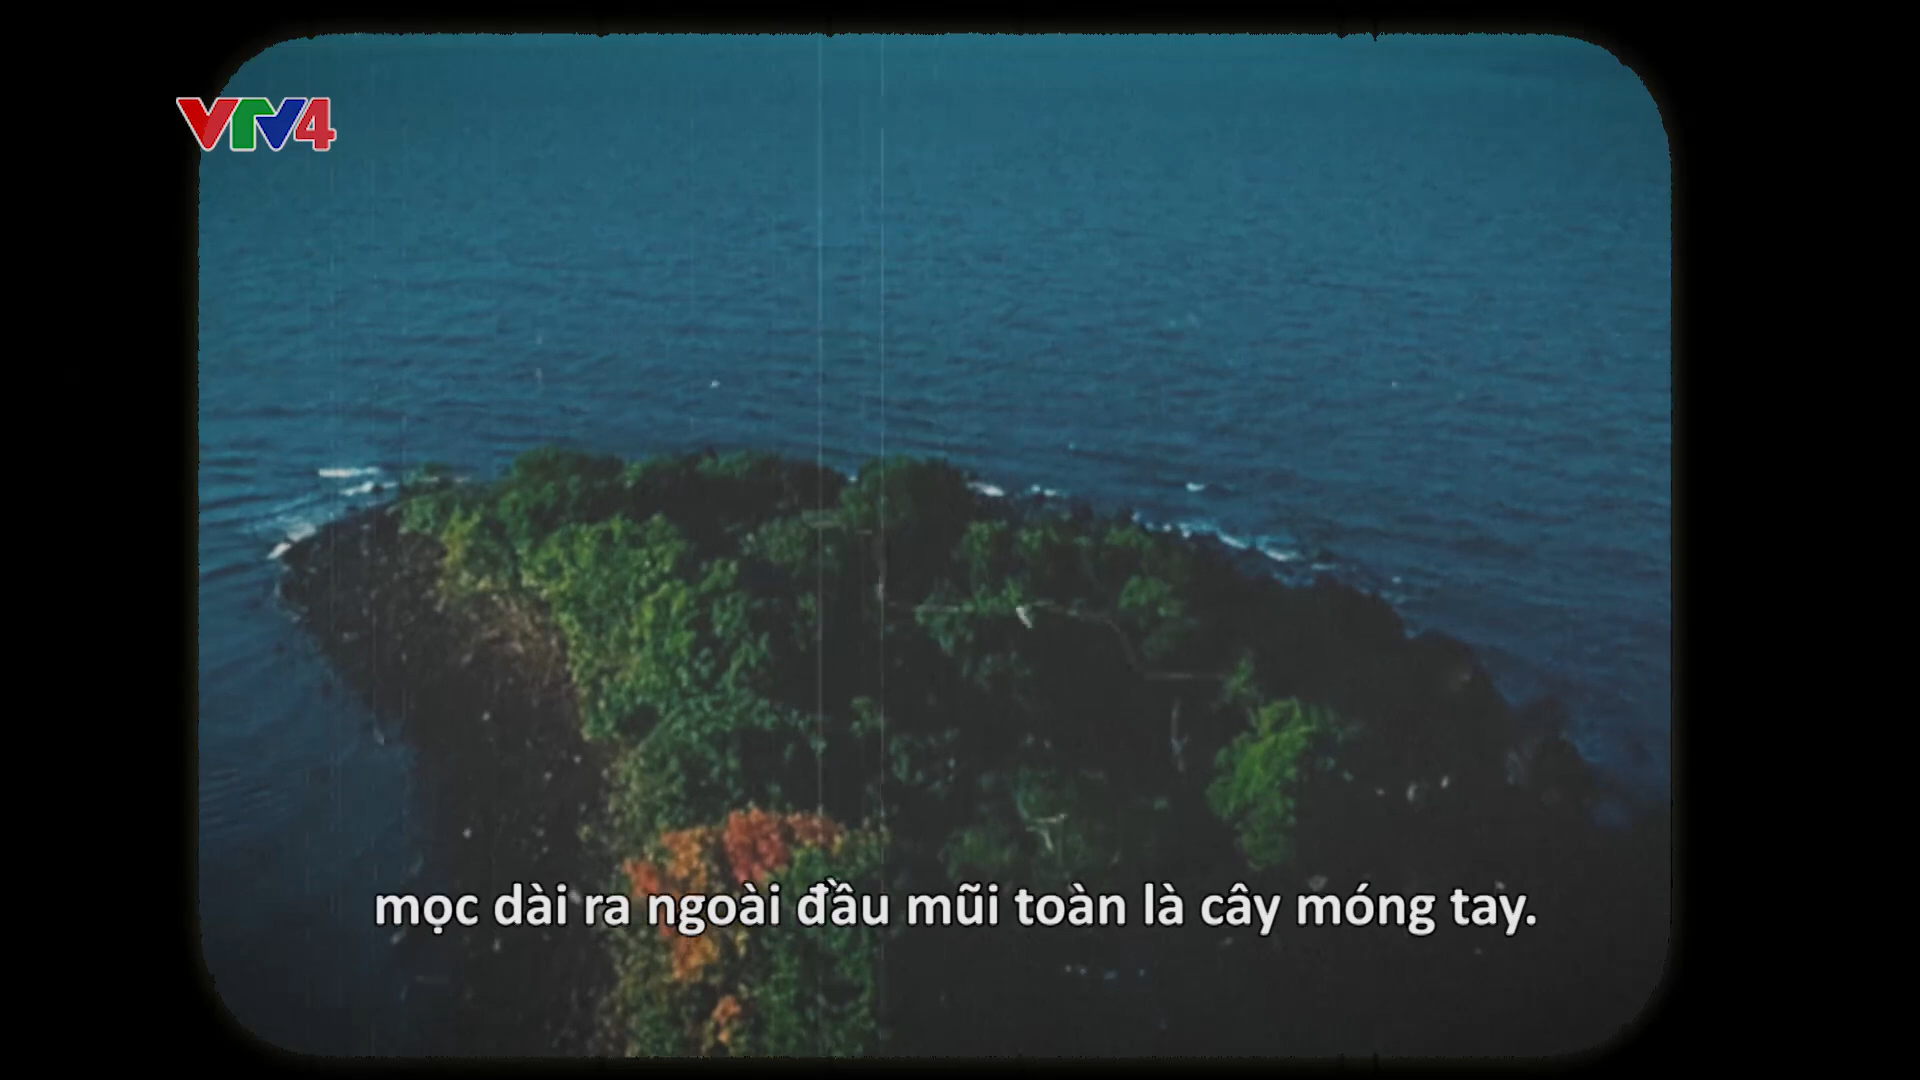 VTV4
mọc dài ra ngoài đầu mũi toàn là cây móng tay.